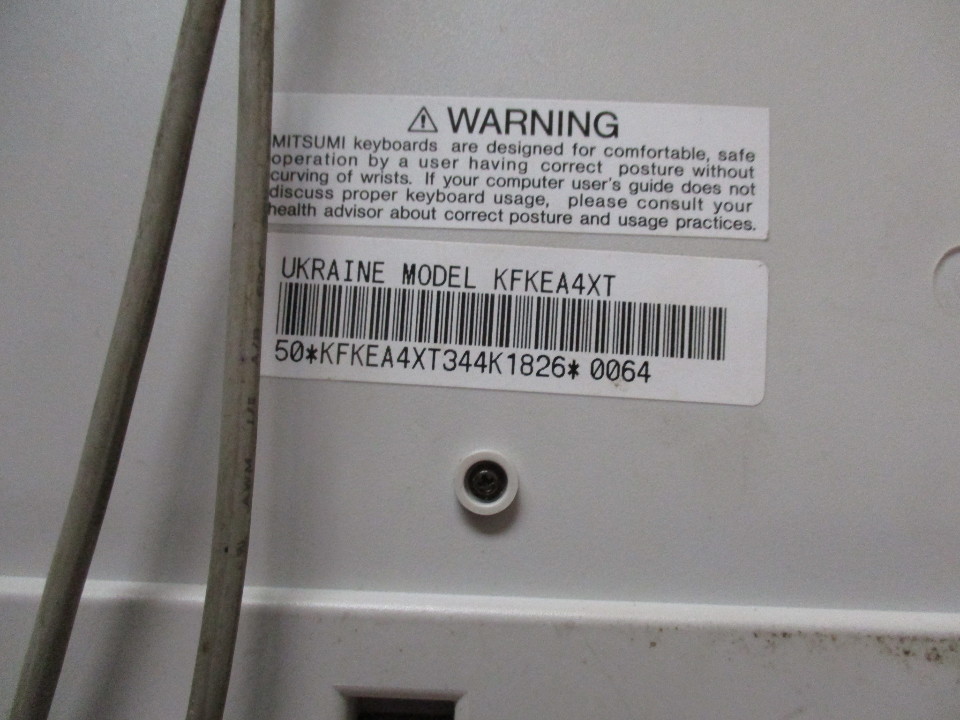 WARNING
MITSUMI keyboards are designed for comfortable, safe
operation by a user having correct posture without
curving of wrists. If your computer user's guide does not
discuss proper keyboard usage, please consult your
health advisor about correct posture and usage practices.
UKRAINE MODEL KFKEA4XT
50*KFKEA4XT344K1826* 0064
AWM